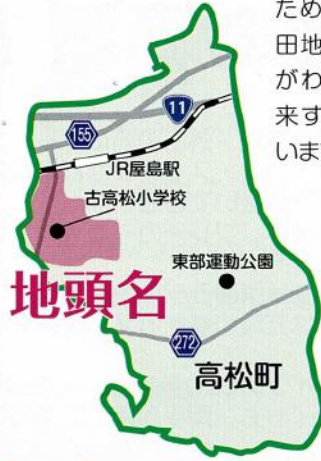 ため
田地
がわ
来す
います
11
155
JR屋島駅
古高松小学校
東部運動公園
地頭名
272
高松町